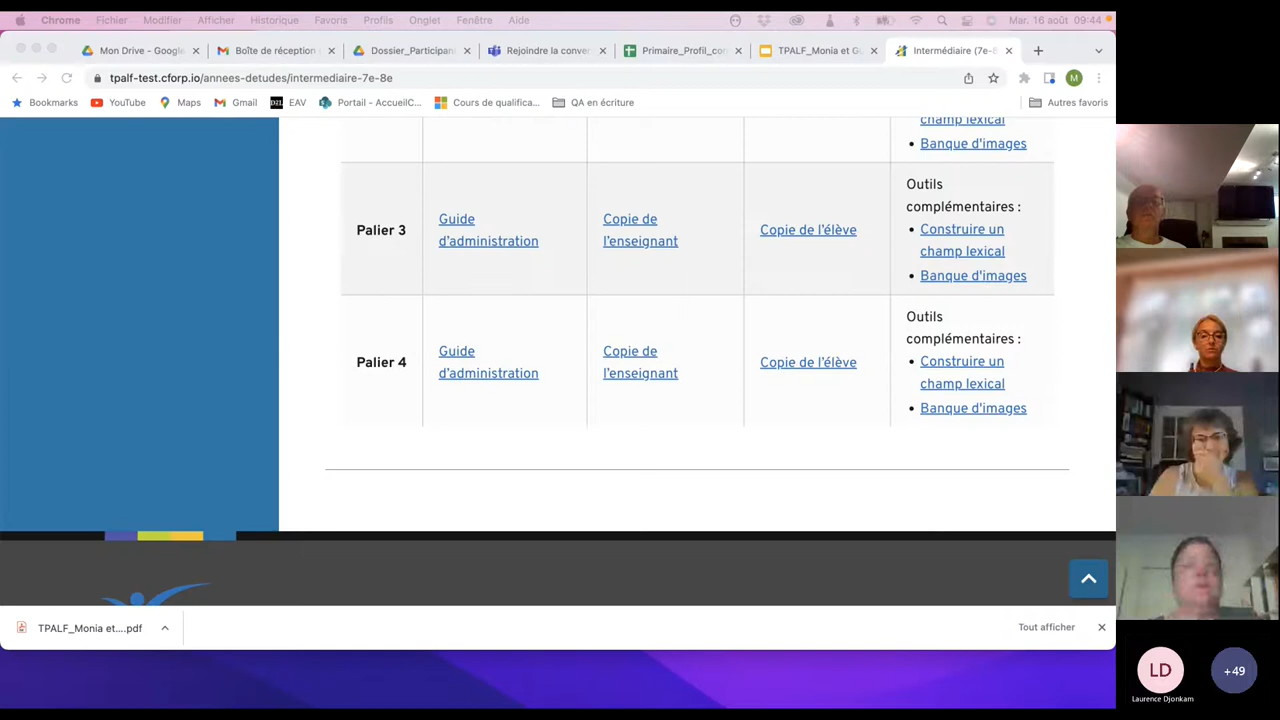 Chrome Fichier Modifier Afficher Historique Favoris Profils Onglet Fenêtre Aide Mar. 16 août 09:44
Mon Drive - Google Boîte de réception Dossier_Participan Rejoindre la conver Primaire_Profil_con TPALF_Monia et Gu Intermédiaire (7e-8
tpalf-test.cforp.io/annees-detudes/intermediaire-7e-8e M
Bookmarks YouTube Maps Gmail D2L EAV Portail - AccueilC... Cours de qualifica... QA en écriture Autres favoris
champ lexical
• Banque d'images
Palier 3
Guide
d'administration
Copie de
l'enseignant
Copie de l'élève
Outils
complémentaires :
• Construire un
champ lexical
• Banque d'images
Palier 4
Guide
d'administration
Copie de
l'enseignant
Copie de l'élève
Outils
complémentaires :
• Construire un
champ lexical
• Banque d'images
TPALF_Monia et....pdf
Tout afficher
LD
Laurence Djonkam
+49